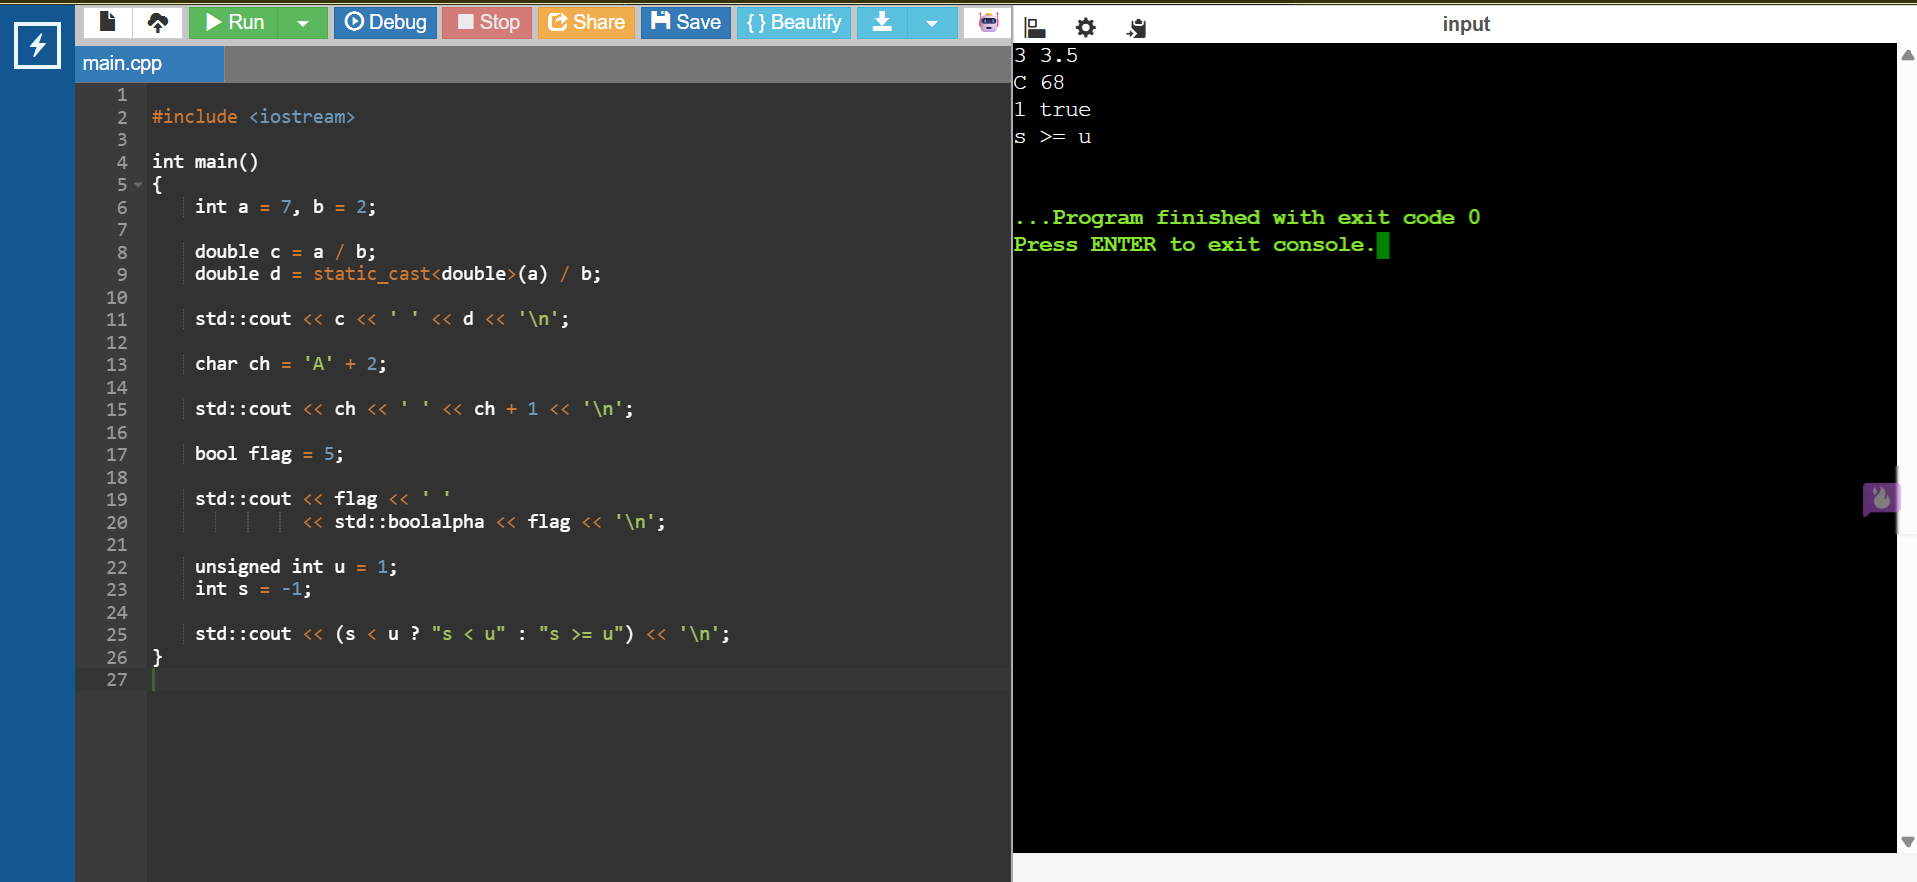 Run
Debug
Stop
Share
Save
{ } Beautify
input
main.cpp
1
2 #include <iostream>
3
4 int main()
5 {
6     int a = 7, b = 2;
7
8     double c = a / b;
9     double d = static_cast<double>(a) / b;
10
11     std::cout << c << ' ' << d << '\n';
12
13     char ch = 'A' + 2;
14
15     std::cout << ch << ' ' << ch + 1 << '\n';
16
17     bool flag = 5;
18
19     std::cout << flag << ' '
20               << std::boolalpha << flag << '\n';
21
22     unsigned int u = 1;
23     int s = -1;
24
25     std::cout << (s < u ? "s < u" : "s >= u") << '\n';
26 }
27
3 3.5
C 68
1 true
s >= u
...Program finished with exit code 0
Press ENTER to exit console.